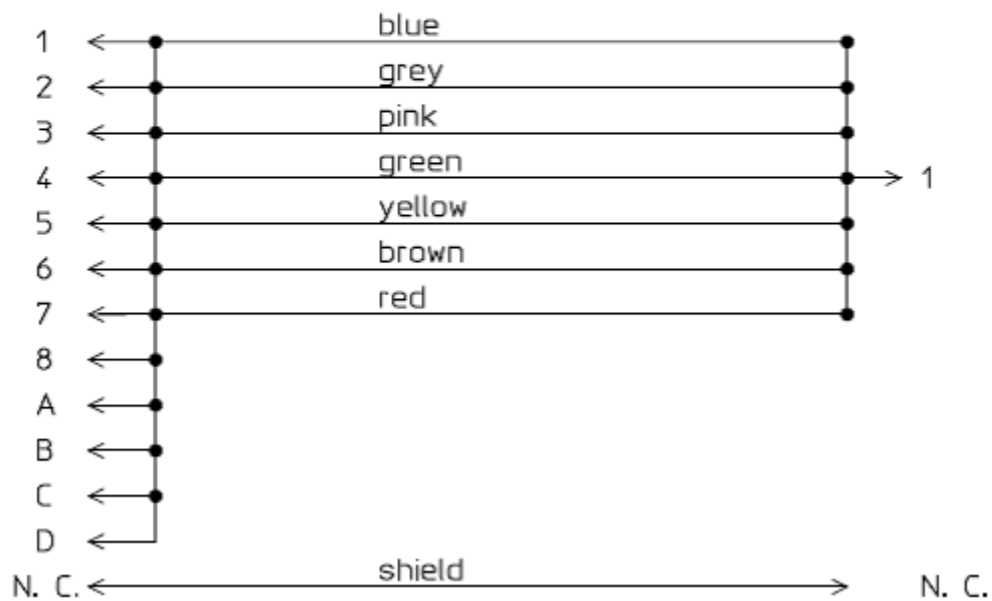 blue
1
grey
2
pink
3
green
4 1
yellow
5
brown
6
red
7
8
A
B
C
D
shield
N. C. N. C.